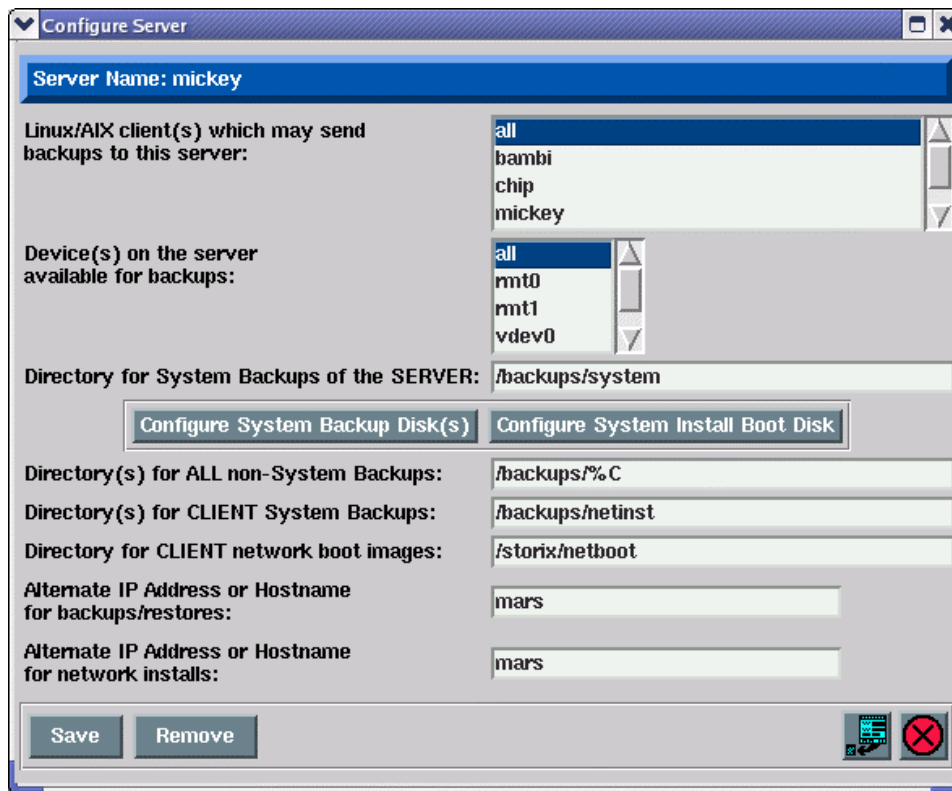 Configure Server
Server Name: mickey
Linux/AIX client(s) which may send
backups to this server:
all
bambi
chip
mickey
Device(s) on the server
available for backups:
all
rmt0
rmt1
vdev0
Directory for System Backups of the SERVER: /backups/system
Configure System Backup Disk(s) Configure System Install Boot Disk
Directory(s) for ALL non-System Backups: /backups/%C
Directory(s) for CLIENT System Backups: /backups/netinst
Directory for CLIENT network boot images: /storix/netboot
Alternate IP Address or Hostname
for backups/restores:
mars
Alternate IP Address or Hostname
for network installs:
mars
Save Remove